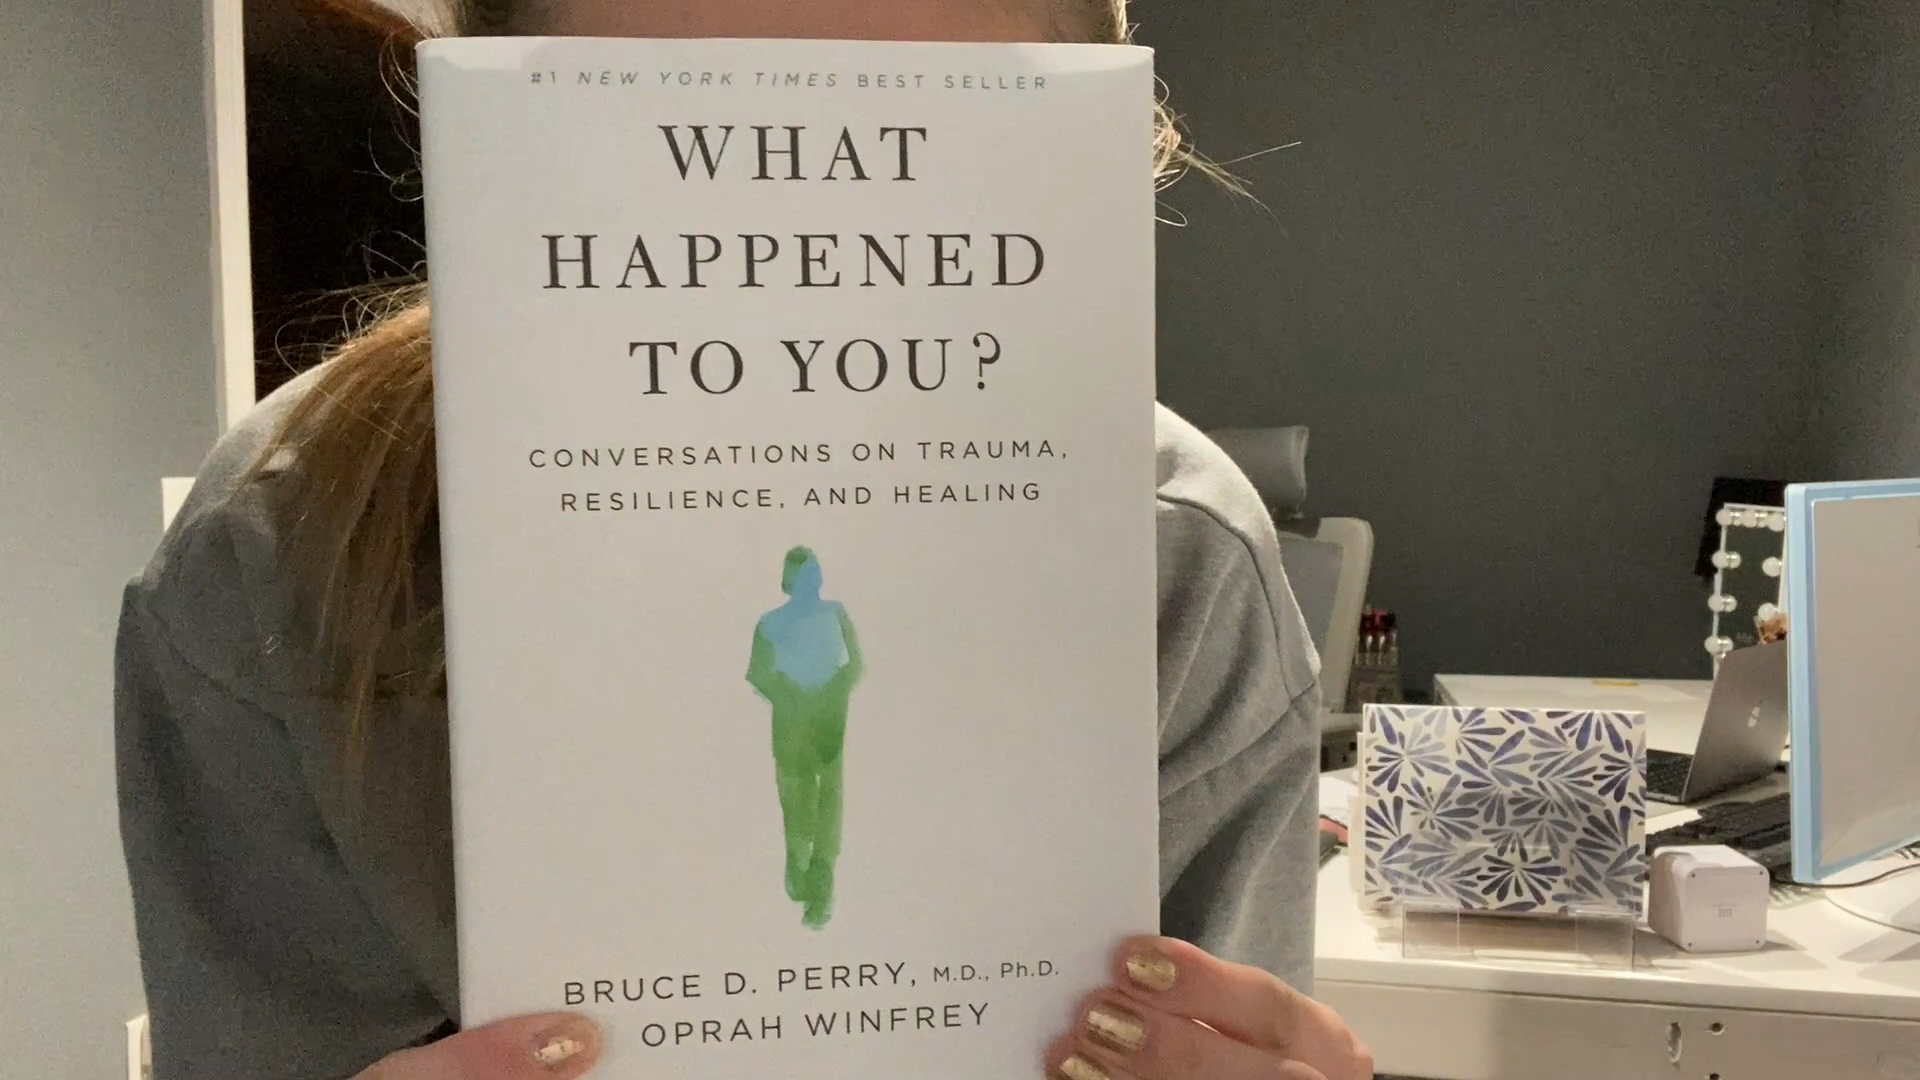 #1 NEW YORK TIMES BEST SELLER
WHAT
HAPPENED
TO YOU?
CONVERSATIONS ON TRAUMA,
RESILIENCE, AND HEALING
BRUCE D. PERRY, M.D., Ph.D.
OPRAH WINFREY